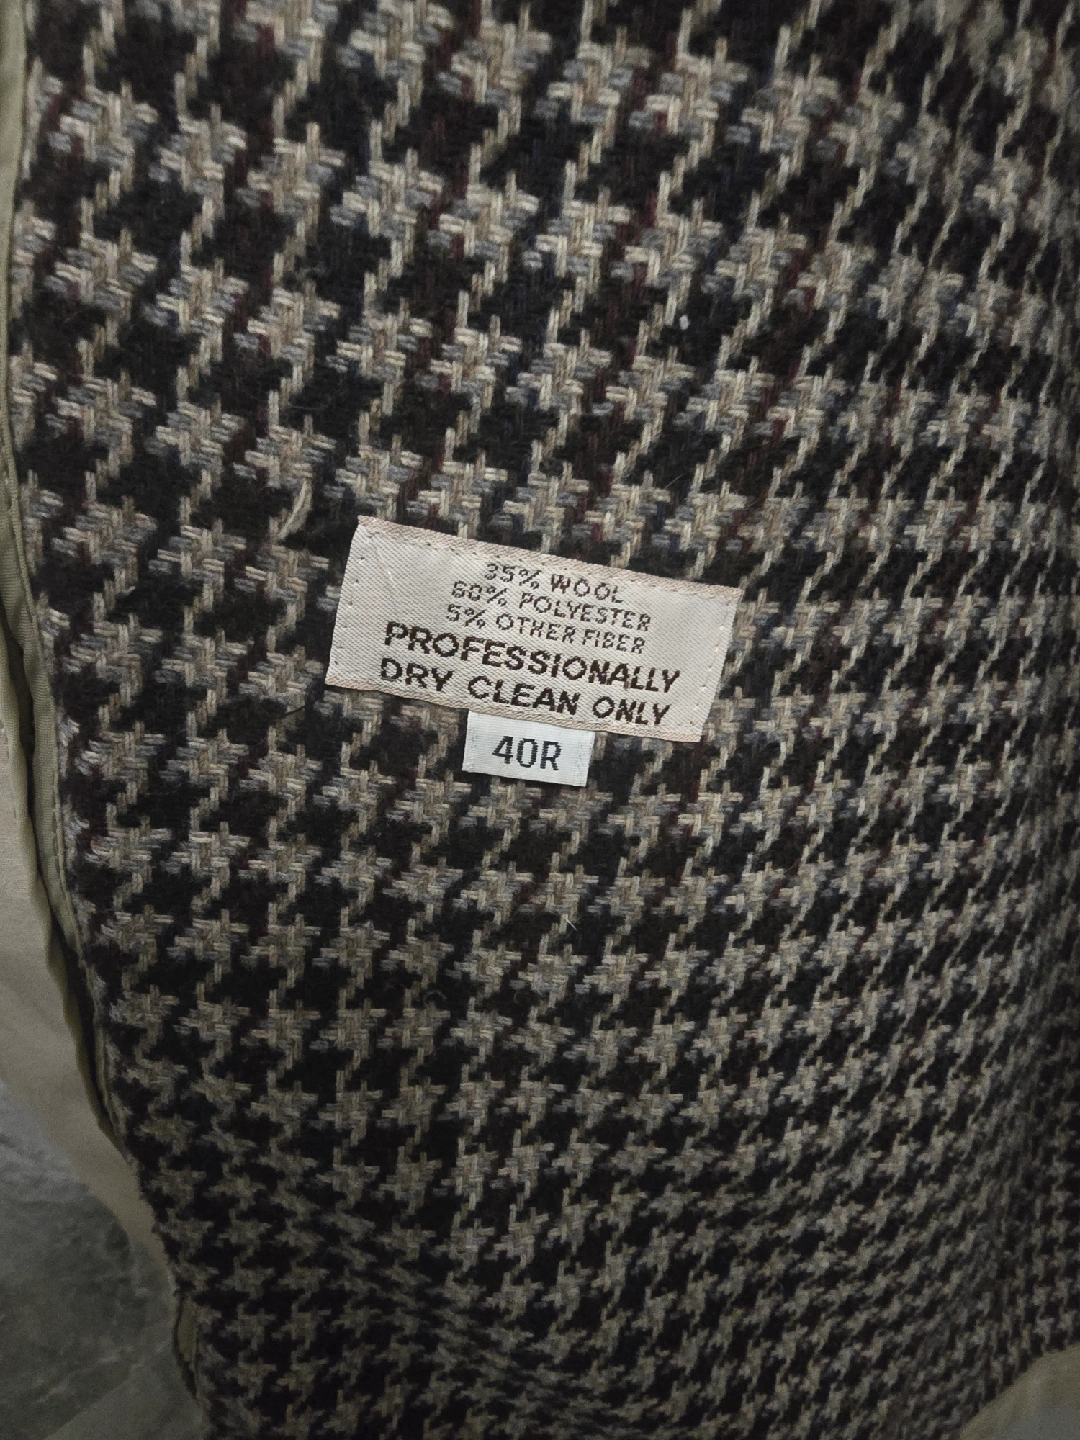 35% WOOL
60% POLYESTER
5% OTHER FIBER
PROFESSIONALLY
DRY CLEAN ONLY
40R